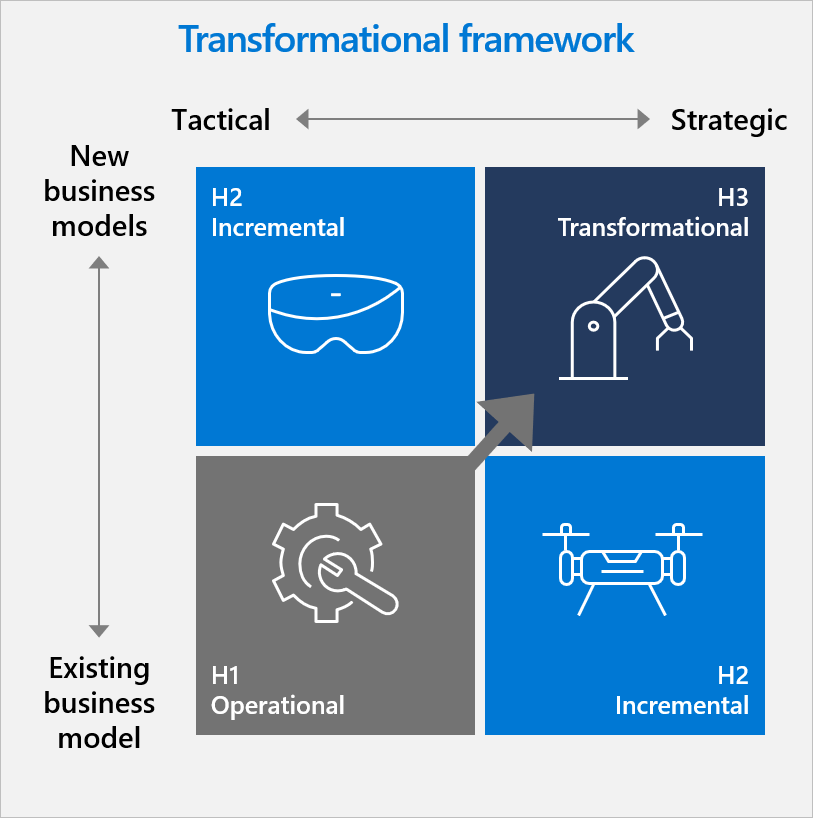 Transformational framework
Tactical
Strategic
New
business
models
H2
Incremental
H3
Transformational
Existing
business
model
H1
Operational
H2
Incremental